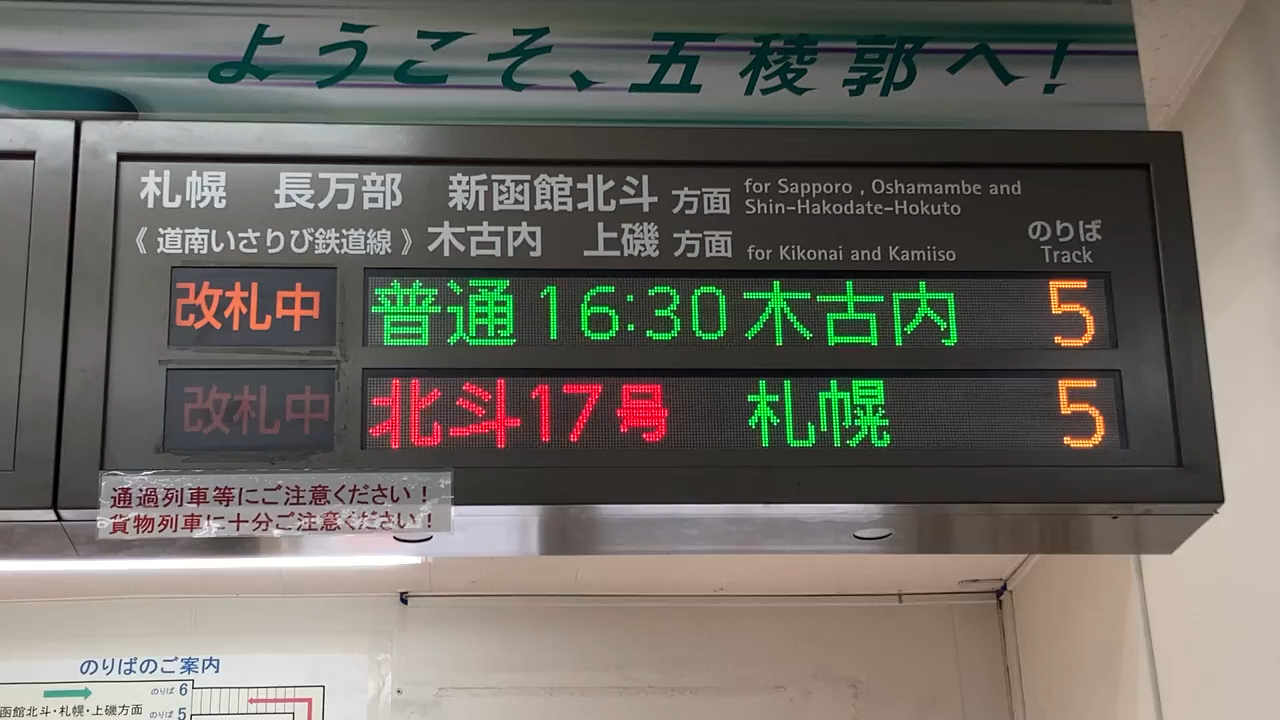 ようこそ、五稜郭へ!
札幌 長万部 新函館北斗 方面 for Sapporo , Oshamambe and Shin-Hakodate-Hokuto
《 道南いさりび鉄道線 》 木古内 上磯 方面 for Kikonai and Kamiiso
のりば
Track
改札中 普通 16:30 木古内 5
改札中 北斗17号 札幌 5
通過列車等にご注意ください!
貨物列車に十分ご注意ください!
のりばのご案内
のりば 6
函館北斗・札幌・上磯方面 のりば 5